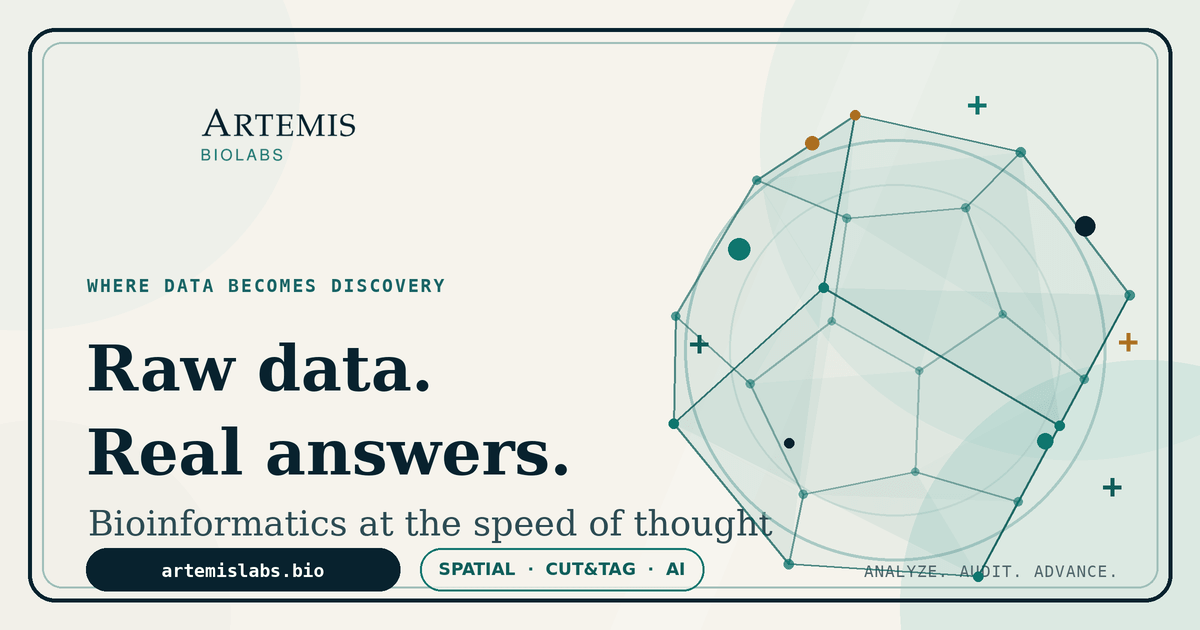 ARTEMIS
BIOLABS
WHERE DATA BECOMES DISCOVERY
Raw data.
Real answers.
Bioinformatics at the speed of thought
artemislabs.bio
SPATIAL · CUT&TAG · AI
ANALYZE. AUDIT. ADVANCE.